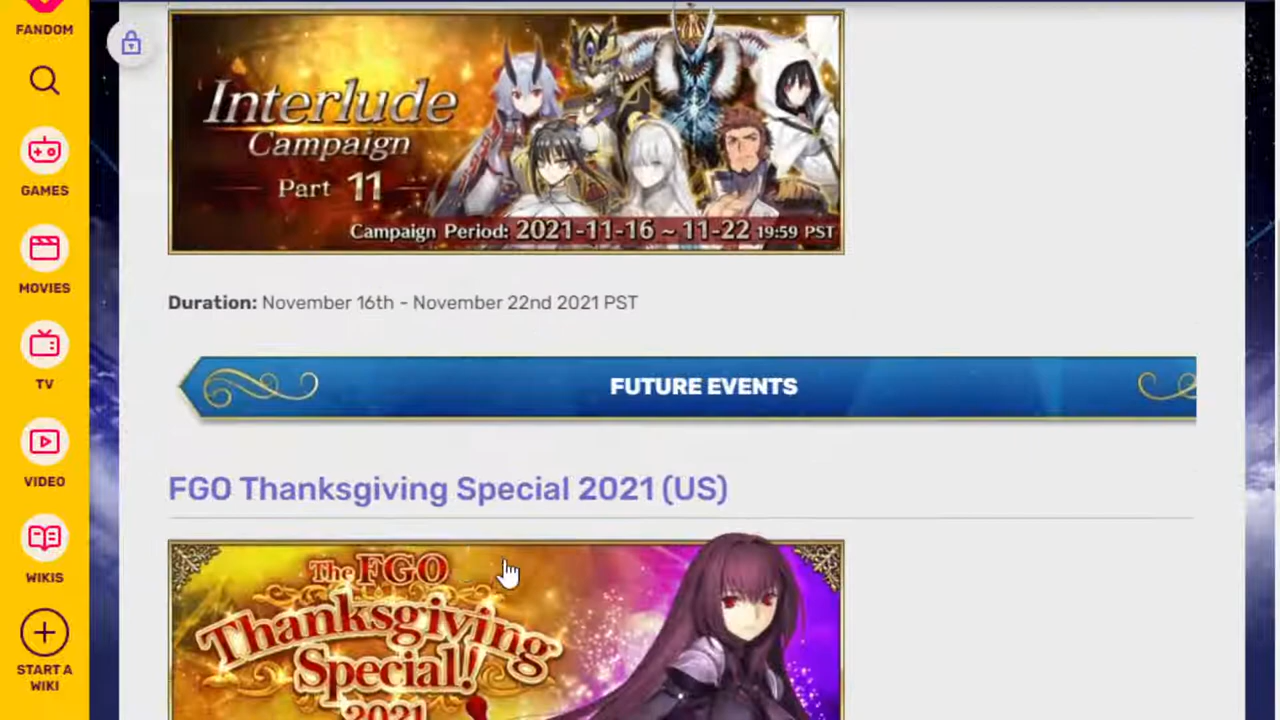 FANDOM
GAMES
MOVIES
TV
VIDEO
WIKIS
START A
WIKI
Interlude
Campaign
Part 11
Campaign Period: 2021-11-16 ~ 11-22 19:59 PST
Duration: November 16th - November 22nd 2021 PST
FUTURE EVENTS
FGO Thanksgiving Special 2021 (US)
The FGO
Thanksgiving
Special!
2021